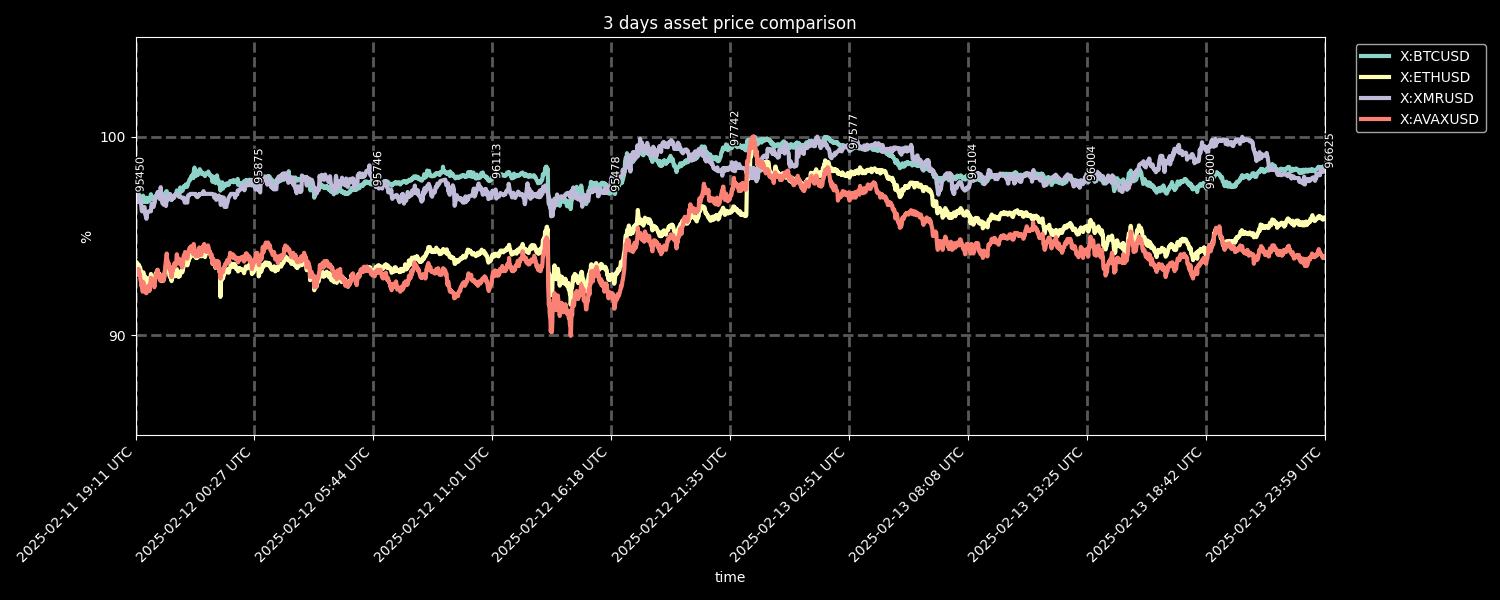 3 days asset price comparison
X:BTCUSD
X:ETHUSD
X:XMRUSD
X:AVAXUSD
100
90
%
95450
95875
95746
96113
95478
97742
97577
96104
96004
95600
96625
2025-02-11 19:11 UTC
2025-02-12 00:27 UTC
2025-02-12 05:44 UTC
2025-02-12 11:01 UTC
2025-02-12 16:18 UTC
2025-02-12 21:35 UTC
2025-02-13 02:51 UTC
2025-02-13 08:08 UTC
2025-02-13 13:25 UTC
2025-02-13 18:42 UTC
2025-02-13 23:59 UTC
time